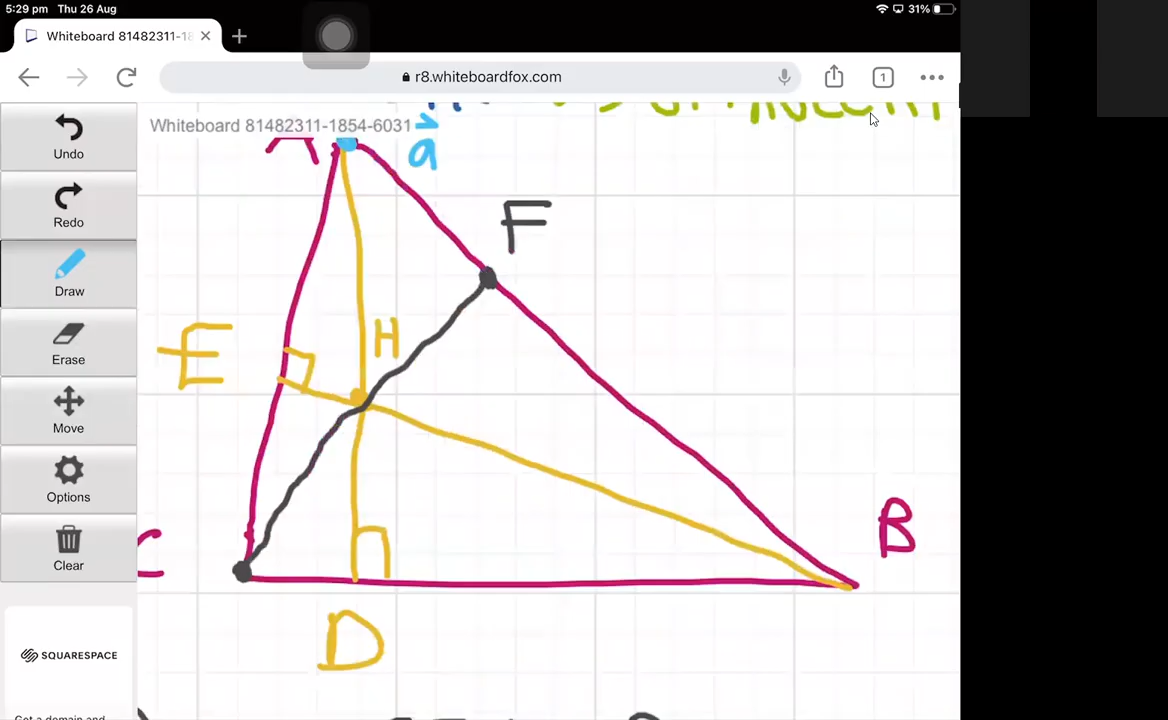 5:29 pm Thu 26 Aug 31%
Whiteboard 81482311-18
r8.whiteboardfox.com 1
Undo
Redo
Draw
Erase
Move
Options
Clear
SQUARESPACE
Whiteboard 81482311-1854-6031
A a
F
H
E
B
C
D